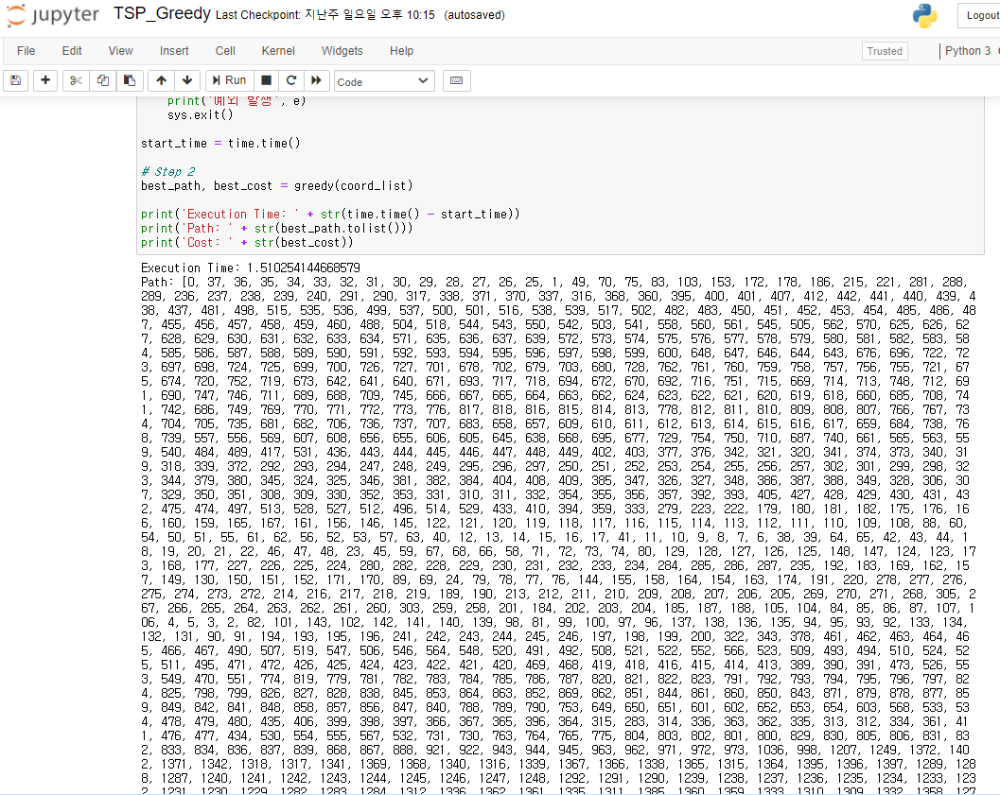 jupyter TSP_Greedy Last Checkpoint: 지난주 일요일 오후 10:15 (autosaved)
Logout
File Edit View Insert Cell Kernel Widgets Help
Trusted Python 3
Run Code
print('예외 발생', e)
sys.exit()
start_time = time.time()
# Step 2
best_path, best_cost = greedy(coord_list)
print('Execution Time: ' + str(time.time() - start_time))
print('Path: ' + str(best_path.tolist()))
print('Cost: ' + str(best_cost))
Execution Time: 1.510254144668579
Path: [0, 37, 36, 35, 34, 33, 32, 31, 30, 29, 28, 27, 26, 25, 1, 49, 70, 75, 83, 103, 153, 172, 178, 186, 215, 221, 281, 288,
289, 236, 237, 238, 239, 240, 291, 290, 317, 338, 371, 370, 337, 316, 368, 360, 395, 400, 401, 407, 412, 442, 441, 440, 439, 4
38, 437, 481, 498, 515, 535, 536, 499, 537, 500, 501, 516, 538, 539, 517, 502, 482, 483, 450, 451, 452, 453, 454, 485, 486, 48
7, 455, 456, 457, 458, 459, 460, 488, 504, 518, 544, 543, 550, 542, 503, 541, 558, 560, 561, 545, 505, 562, 570, 625, 626, 62
7, 628, 629, 630, 631, 632, 633, 634, 571, 635, 636, 637, 639, 572, 573, 574, 575, 576, 577, 578, 579, 580, 581, 582, 583, 58
4, 585, 586, 587, 588, 589, 590, 591, 592, 593, 594, 595, 596, 597, 598, 599, 600, 648, 647, 646, 644, 643, 676, 696, 722, 72
3, 697, 698, 724, 725, 699, 700, 726, 727, 701, 678, 702, 679, 703, 680, 728, 762, 761, 760, 759, 758, 757, 756, 755, 721, 67
5, 674, 720, 752, 719, 673, 642, 641, 640, 671, 693, 717, 718, 694, 672, 670, 692, 716, 751, 715, 669, 714, 713, 748, 712, 69
1, 690, 747, 746, 711, 689, 688, 709, 745, 666, 667, 665, 664, 663, 662, 624, 623, 622, 621, 620, 619, 618, 660, 685, 708, 74
1, 742, 686, 749, 769, 770, 771, 772, 773, 776, 817, 818, 816, 815, 814, 813, 778, 812, 811, 810, 809, 808, 807, 766, 767, 73
4, 704, 705, 735, 681, 682, 706, 736, 737, 707, 683, 658, 657, 609, 610, 611, 612, 613, 614, 615, 616, 617, 659, 684, 738, 76
8, 739, 557, 556, 569, 607, 608, 656, 655, 606, 605, 645, 638, 668, 695, 677, 729, 754, 750, 710, 687, 740, 661, 565, 563, 55
9, 540, 484, 489, 417, 531, 436, 443, 444, 445, 446, 447, 448, 449, 402, 403, 377, 376, 342, 321, 320, 341, 374, 373, 340, 31
9, 318, 339, 372, 292, 293, 294, 247, 248, 249, 295, 296, 297, 250, 251, 252, 253, 254, 255, 256, 257, 302, 301, 299, 298, 32
3, 344, 379, 380, 345, 324, 325, 346, 381, 382, 384, 404, 408, 409, 385, 347, 326, 327, 348, 386, 387, 388, 349, 328, 306, 30
7, 329, 350, 351, 308, 309, 330, 352, 353, 331, 310, 311, 332, 354, 355, 356, 357, 392, 393, 405, 427, 428, 429, 430, 431, 43
2, 475, 474, 497, 513, 528, 527, 512, 496, 514, 529, 433, 410, 394, 359, 333, 279, 223, 222, 179, 180, 181, 182, 175, 176, 16
6, 160, 159, 165, 167, 161, 156, 146, 145, 122, 121, 120, 119, 118, 117, 116, 115, 114, 113, 112, 111, 110, 109, 108, 88, 60,
54, 50, 51, 55, 61, 62, 56, 52, 53, 57, 63, 40, 12, 13, 14, 15, 16, 17, 41, 11, 10, 9, 8, 7, 6, 38, 39, 64, 65, 42, 43, 44, 1
8, 19, 20, 21, 22, 46, 47, 48, 23, 45, 59, 67, 68, 66, 58, 71, 72, 73, 74, 80, 129, 128, 127, 126, 125, 148, 147, 124, 123, 17
3, 168, 177, 227, 226, 225, 224, 280, 282, 228, 229, 230, 231, 232, 233, 234, 284, 285, 286, 287, 235, 192, 183, 169, 162, 15
7, 149, 130, 150, 151, 152, 171, 170, 89, 69, 24, 79, 78, 77, 76, 144, 155, 158, 164, 154, 163, 174, 191, 220, 278, 277, 276,
275, 274, 273, 272, 214, 216, 217, 218, 219, 189, 190, 213, 212, 211, 210, 209, 208, 207, 206, 205, 269, 270, 271, 268, 305, 2
67, 266, 265, 264, 263, 262, 261, 260, 303, 259, 258, 201, 184, 202, 203, 204, 185, 187, 188, 105, 104, 84, 85, 86, 87, 107, 1
06, 4, 5, 3, 2, 82, 101, 143, 102, 142, 141, 140, 139, 98, 81, 99, 100, 97, 96, 137, 138, 136, 135, 94, 95, 93, 92, 133, 134,
132, 131, 90, 91, 194, 193, 195, 196, 241, 242, 243, 244, 245, 246, 197, 198, 199, 200, 322, 343, 378, 461, 462, 463, 464, 46
5, 466, 467, 490, 507, 519, 547, 506, 546, 564, 548, 520, 491, 492, 508, 521, 522, 552, 566, 523, 509, 493, 494, 510, 524, 52
5, 511, 495, 471, 472, 426, 425, 424, 423, 422, 421, 420, 469, 468, 419, 418, 416, 415, 414, 413, 389, 390, 391, 473, 526, 55
3, 549, 470, 551, 774, 819, 779, 781, 782, 783, 784, 785, 786, 787, 820, 821, 822, 823, 791, 792, 793, 794, 795, 796, 797, 82
4, 825, 798, 799, 826, 827, 828, 838, 845, 853, 864, 863, 852, 869, 862, 851, 844, 861, 860, 850, 843, 871, 879, 878, 877, 85
9, 849, 842, 841, 848, 858, 857, 856, 847, 840, 788, 789, 790, 753, 649, 650, 651, 601, 602, 652, 653, 654, 603, 568, 533, 53
4, 478, 479, 480, 435, 406, 399, 398, 397, 366, 367, 365, 396, 364, 315, 283, 314, 336, 363, 362, 335, 313, 312, 334, 361, 41
1, 476, 477, 434, 530, 554, 555, 567, 532, 731, 730, 763, 764, 765, 775, 804, 803, 802, 801, 800, 829, 830, 805, 806, 831, 83
2, 833, 834, 836, 837, 839, 868, 867, 888, 921, 922, 943, 944, 945, 963, 962, 971, 972, 973, 1036, 998, 1207, 1249, 1372, 140
2, 1371, 1342, 1318, 1317, 1341, 1369, 1368, 1340, 1316, 1339, 1367, 1366, 1338, 1365, 1315, 1364, 1395, 1396, 1397, 1289, 128
8, 1287, 1240, 1241, 1242, 1243, 1244, 1245, 1246, 1247, 1248, 1292, 1291, 1290, 1239, 1238, 1237, 1236, 1235, 1234, 1233, 123
2, 1231, 1230, 1229, 1282, 1283, 1284, 1312, 1336, 1362, 1361, 1335, 1311, 1385, 1360, 1359, 1333, 1310, 1309, 1332, 1358, 127